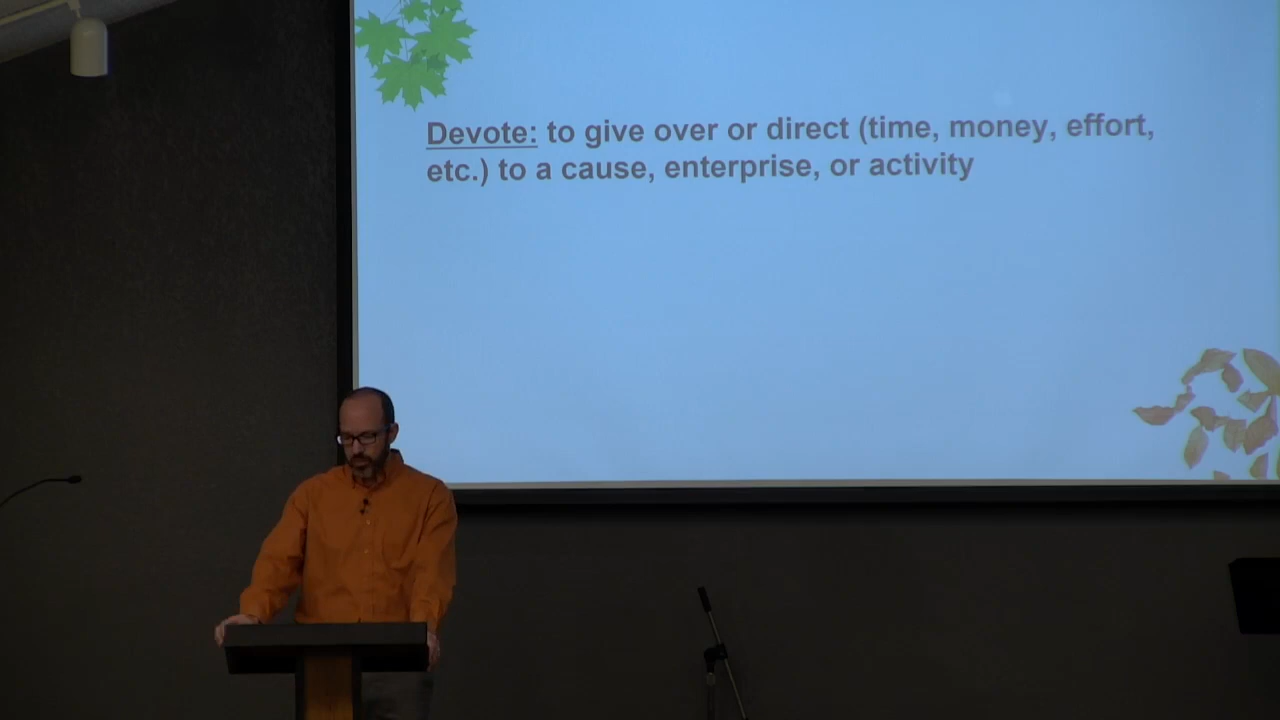 Devote: to give over or direct (time, money, effort,
etc.) to a cause, enterprise, or activity